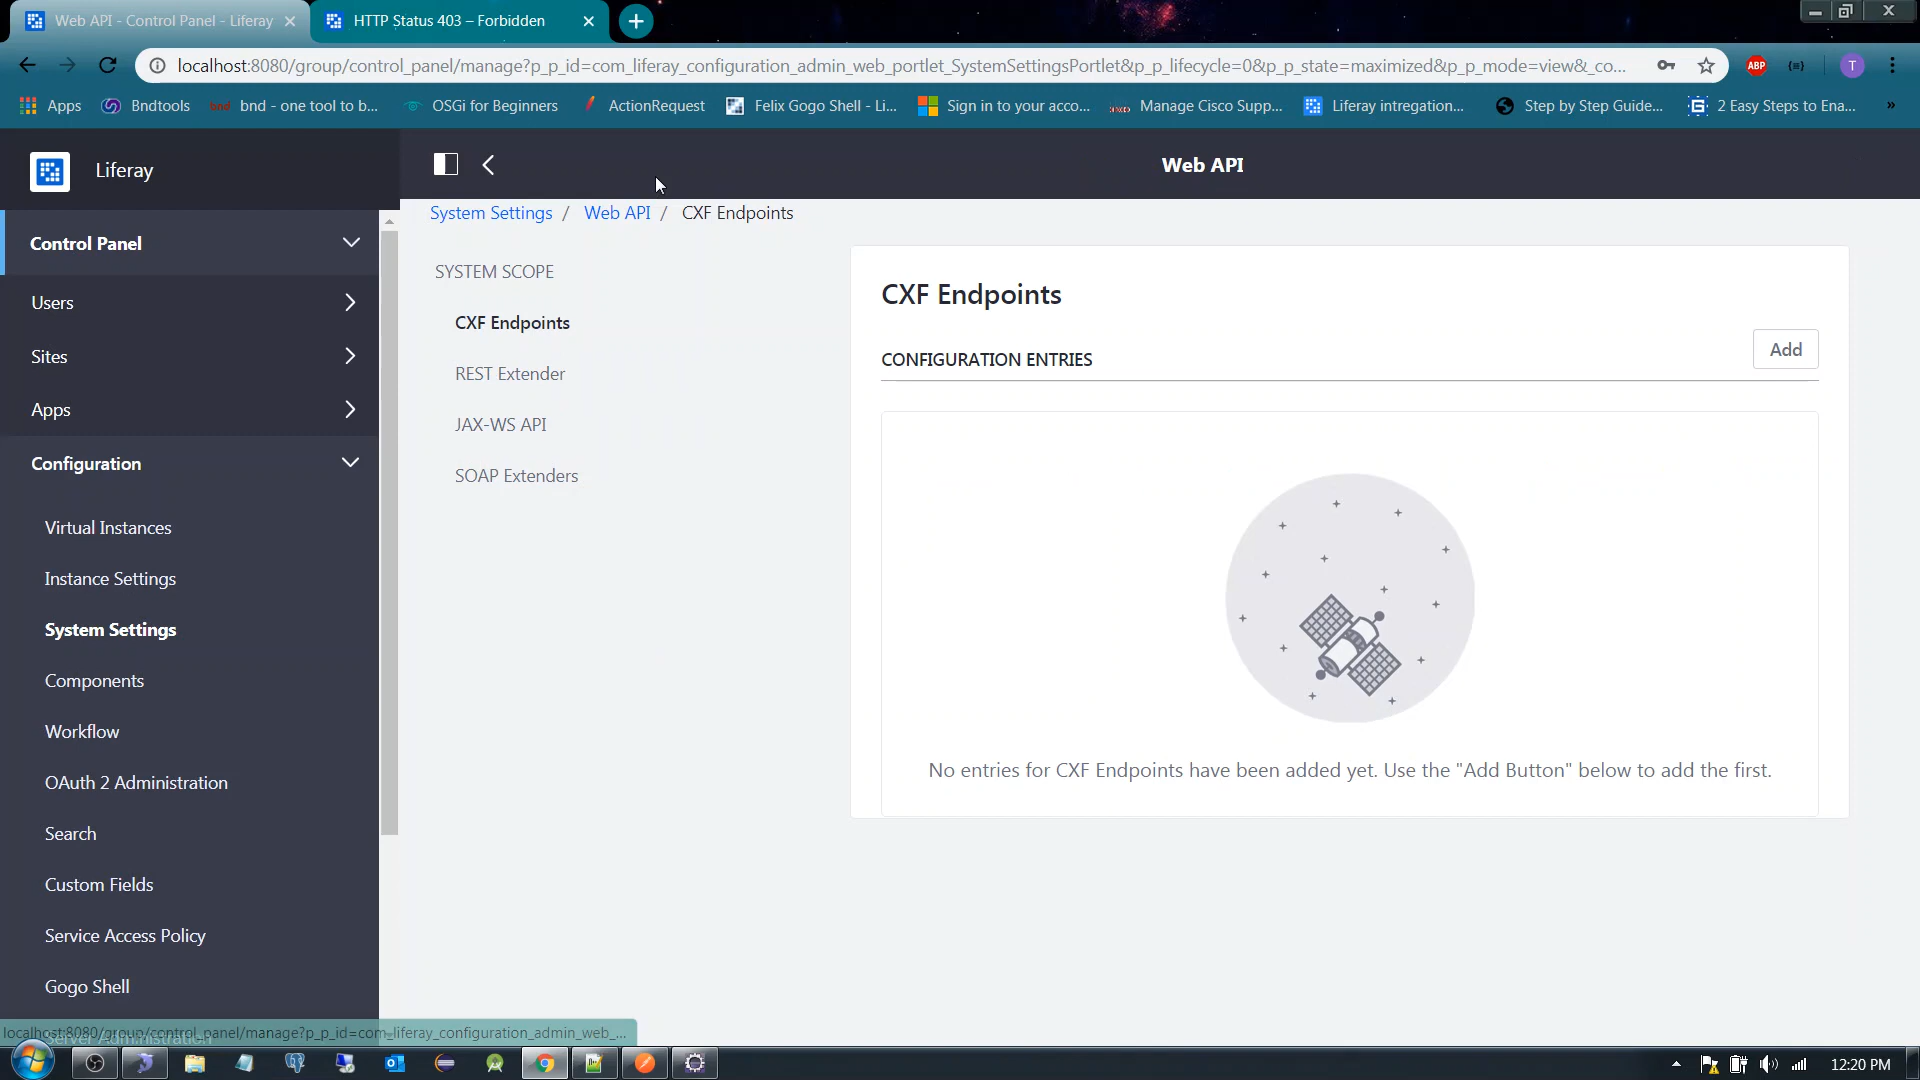 Web API - Control Panel - Liferay
HTTP Status 403 – Forbidden
localhost:8080/group/control_panel/manage?p_p_id=com_liferay_configuration_admin_web_portlet_SystemSettingsPortlet&p_p_lifecycle=0&p_p_state=maximized&p_p_mode=view&_co...
ABP
T
Apps
Bndtools
bnd
bnd - one tool to b...
OSGi for Beginners
ActionRequest
Felix Gogo Shell - Li...
Sign in to your acco...
Manage Cisco Supp...
Liferay intregation...
Step by Step Guide...
G
2 Easy Steps to Ena...
»
Liferay
Web API
System Settings / Web API / CXF Endpoints
Control Panel
Users
Sites
Apps
Configuration
Virtual Instances
Instance Settings
System Settings
Components
Workflow
OAuth 2 Administration
Search
Custom Fields
Service Access Policy
Gogo Shell
Server Administration
SYSTEM SCOPE
CXF Endpoints
REST Extender
JAX-WS API
SOAP Extenders
CXF Endpoints
CONFIGURATION ENTRIES
Add
No entries for CXF Endpoints have been added yet. Use the "Add Button" below to add the first.
localhost:8080/group/control_panel/manage?p_p_id=com_liferay_configuration_admin_web_...
12:20 PM